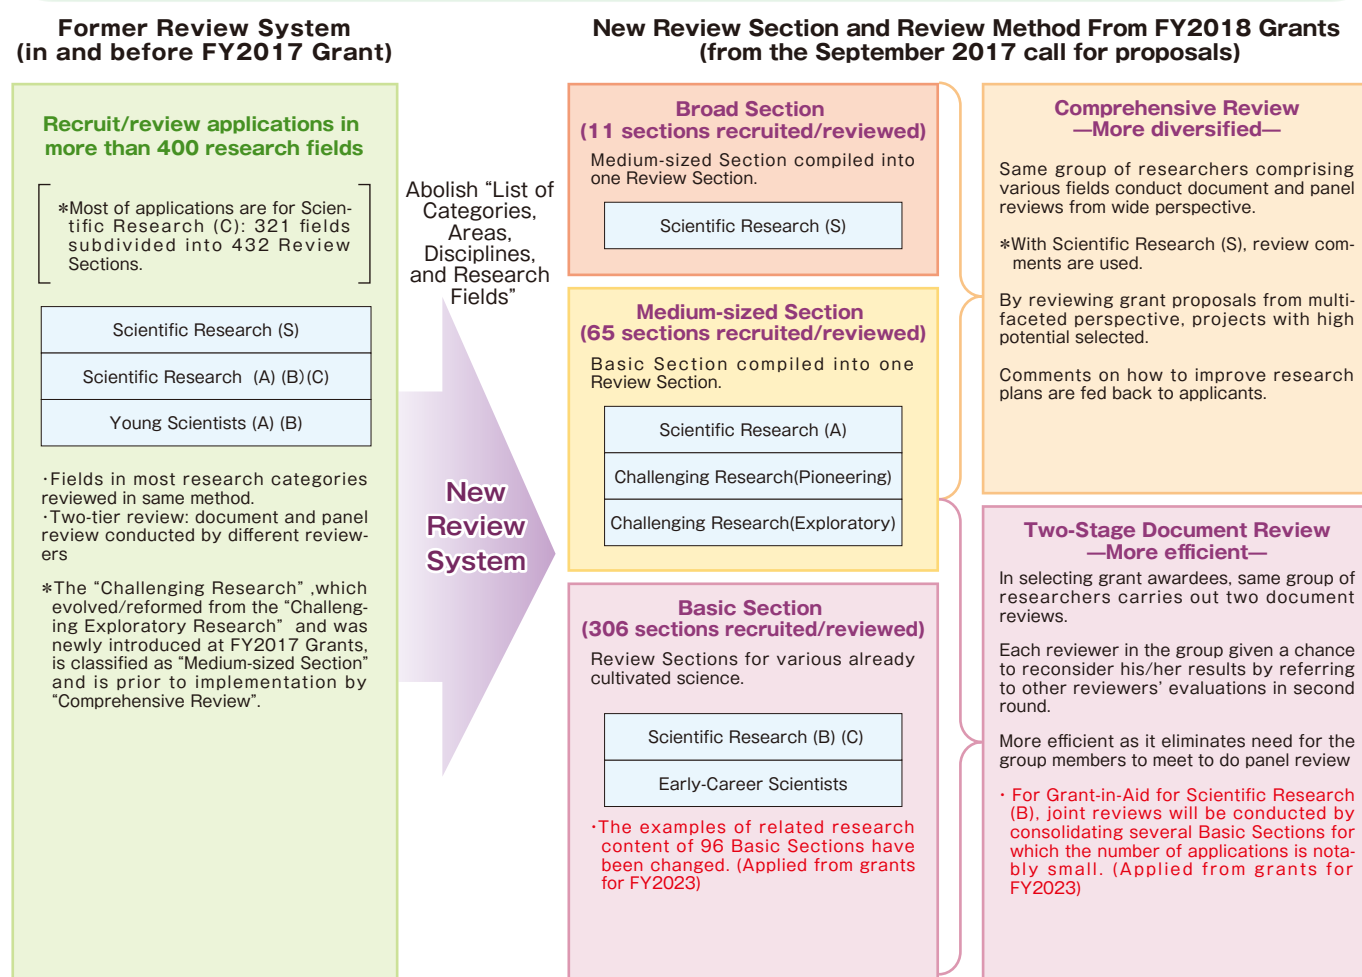 Former Review System
(in and before FY2017 Grant)
New Review Section and Review Method From FY2018 Grants
(from the September 2017 call for proposals)
Recruit/review applications in
more than 400 research fields
*Most of applications are for Scien-
tific Research (C): 321 fields
subdivided into 432 Review
Sections.
Scientific Research (S)
Scientific Research (A) (B)(C)
Young Scientists (A) (B)
·Fields in most research categories
reviewed in same method.
·Two-tier review: document and panel
review conducted by different review-
ers
*The “Challenging Research” ,which
evolved/reformed from the “Challeng-
ing Exploratory Research” and was
newly introduced at FY2017 Grants,
is classified as “Medium-sized Section”
and is prior to implementation by
“Comprehensive Review”.
Abolish “List of
Categories,
Areas,
Disciplines,
and Research
Fields”
New
Review
System
Broad Section
(11 sections recruited/reviewed)
Medium-sized Section compiled into
one Review Section.
Scientific Research (S)
Medium-sized Section
(65 sections recruited/reviewed)
Basic Section compiled into one
Review Section.
Scientific Research (A)
Challenging Research(Pioneering)
Challenging Research(Exploratory)
Basic Section
(306 sections recruited/reviewed)
Review Sections for various already
cultivated science.
Scientific Research (B) (C)
Early-Career Scientists
·The examples of related research
content of 96 Basic Sections have
been changed. (Applied from grants
for FY2023)
Comprehensive Review
—More diversified—
Same group of researchers comprising
various fields conduct document and panel
reviews from wide perspective.
*With Scientific Research (S), review com-
ments are used.
By reviewing grant proposals from multi-
faceted perspective, projects with high
potential selected.
Comments on how to improve research
plans are fed back to applicants.
Two-Stage Document Review
—More efficient—
In selecting grant awardees, same group of
researchers carries out two document
reviews.
Each reviewer in the group given a chance
to reconsider his/her results by referring
to other reviewers’ evaluations in second
round.
More efficient as it eliminates need for the
group members to meet to do panel review
· For Grant-in-Aid for Scientific Research
(B), joint reviews will be conducted by
consolidating several Basic Sections for
which the number of applications is nota-
bly small. (Applied from grants for
FY2023)